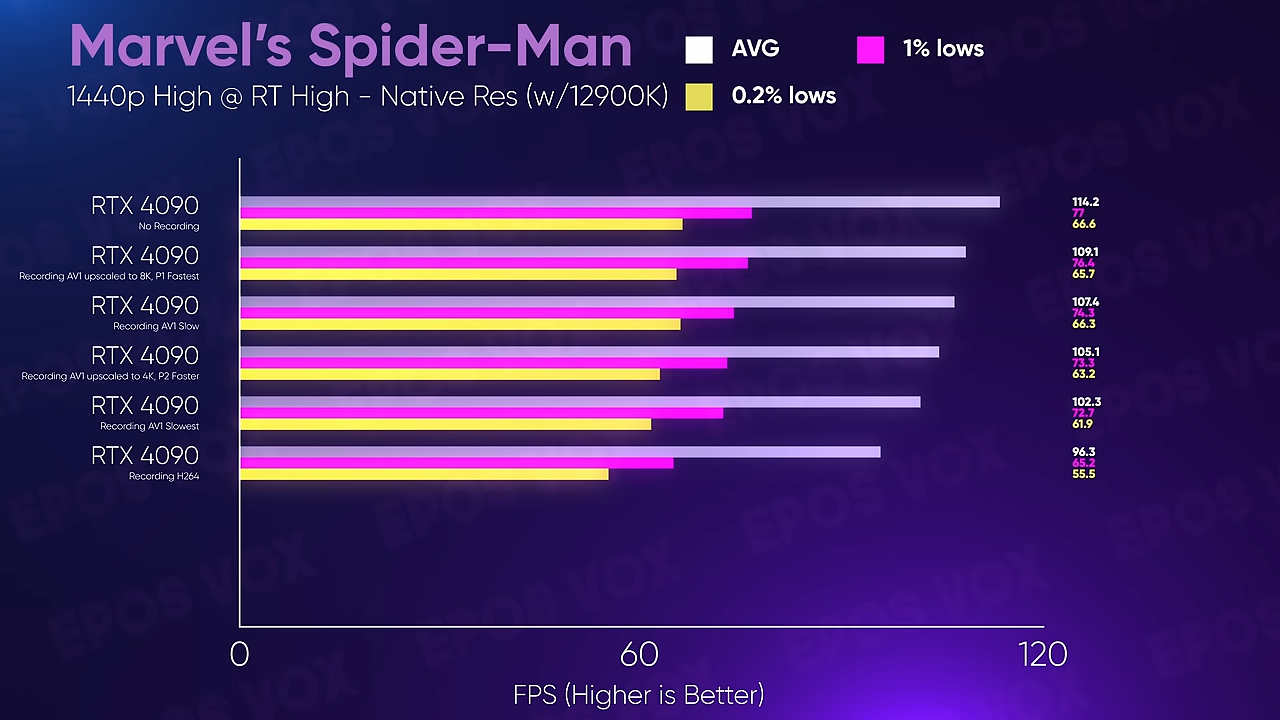 Marvel's Spider-Man
1440p High @ RT High - Native Res (w/12900K)
AVG
1% lows
0.2% lows
RTX 4090
No Recording
114.2
77
66.6
RTX 4090
Recording AV1 upscaled to 8K, P1 Fastest
109.1
76.4
65.7
RTX 4090
Recording AV1 Slow
107.4
74.3
66.3
RTX 4090
Recording AV1 upscaled to 4K, P2 Faster
105.1
73.3
63.2
RTX 4090
Recording AV1 Slowest
102.3
72.7
61.9
RTX 4090
Recording H264
96.3
65.2
55.5
0
60
120
FPS (Higher is Better)
EPOS VOX